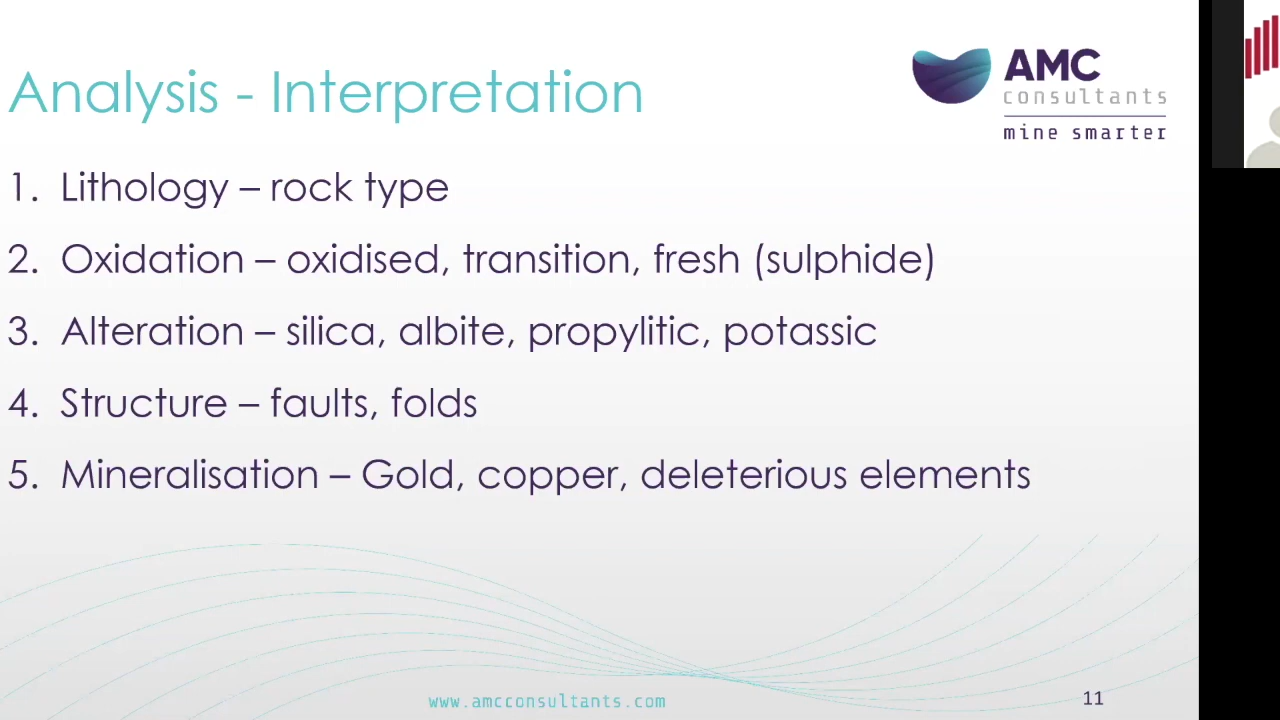 Analysis - Interpretation
AMC
consultants
mine smarter
1. Lithology – rock type
2. Oxidation – oxidised, transition, fresh (sulphide)
3. Alteration – silica, albite, propylitic, potassic
4. Structure – faults, folds
5. Mineralisation – Gold, copper, deleterious elements
www.amcconsultants.com
11